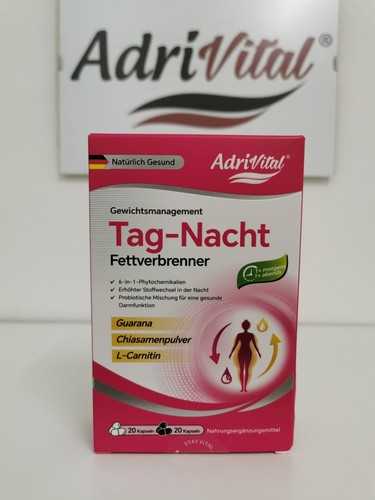 AdriVital®
Natürlich Gesund
AdriVital®
Gewichtsmanagement
Tag-Nacht
Fettverbrenner
✓ 6-in-1-Phytochemikalien
✓ Erhöhter Stoffwechsel in der Nacht
✓ Probiotische Mischung für eine gesunde
Darmfunktion
Guarana
Chiasamenpulver
L-Carnitin
20 Kapseln
20 Kapseln
Nahrungsergänzungsmittel